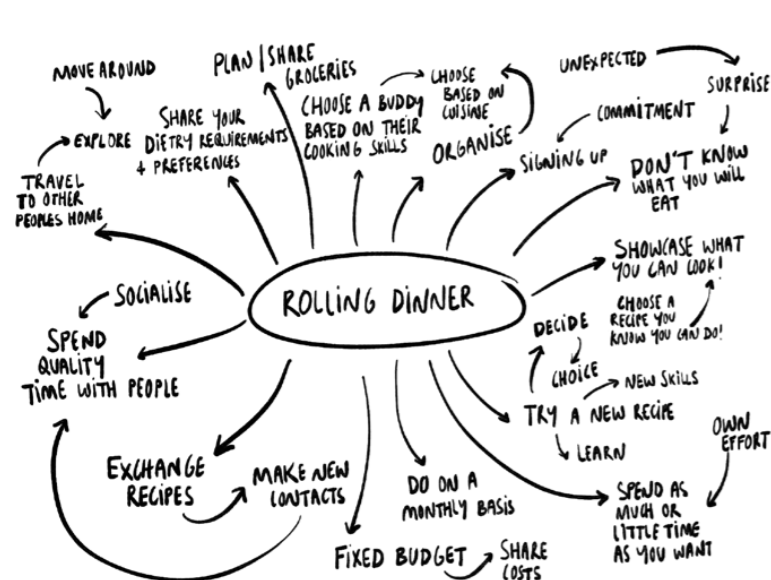 MOVE AROUND
EXPLORE
TRAVEL
TO OTHER
PEOPLES HOME
SHARE YOUR
DIETRY REQUIREMENTS
+ PREFERENCES
PLAN/SHARE
GROCERIES
CHOOSE A BUDDY
BASED ON THEIR
COOKING SKILLS
CHOOSE
BASED ON
CUISINE
ORGANISE
UNEXPECTED
SURPRISE
COMMITMENT
SIGNING UP
DON'T KNOW
WHAT YOU WILL
EAT
ROLLING DINNER
SHOWCASE WHAT
YOU CAN COOK!
CHOOSE A
RECIPE YOU
KNOW YOU CAN DO!
DECIDE
CHOICE
NEW SKILLS
TRY A NEW RECIPE
LEARN
OWN
EFFORT
SPEND AS
MUCH OR
LITTLE TIME
AS YOU WANT
SOCIALISE
SPEND
QUALITY
TIME WITH PEOPLE
EXCHANGE
RECIPES
MAKE NEW
CONTACTS
DO ON A
MONTHLY BASIS
FIXED BUDGET
SHARE
COSTS